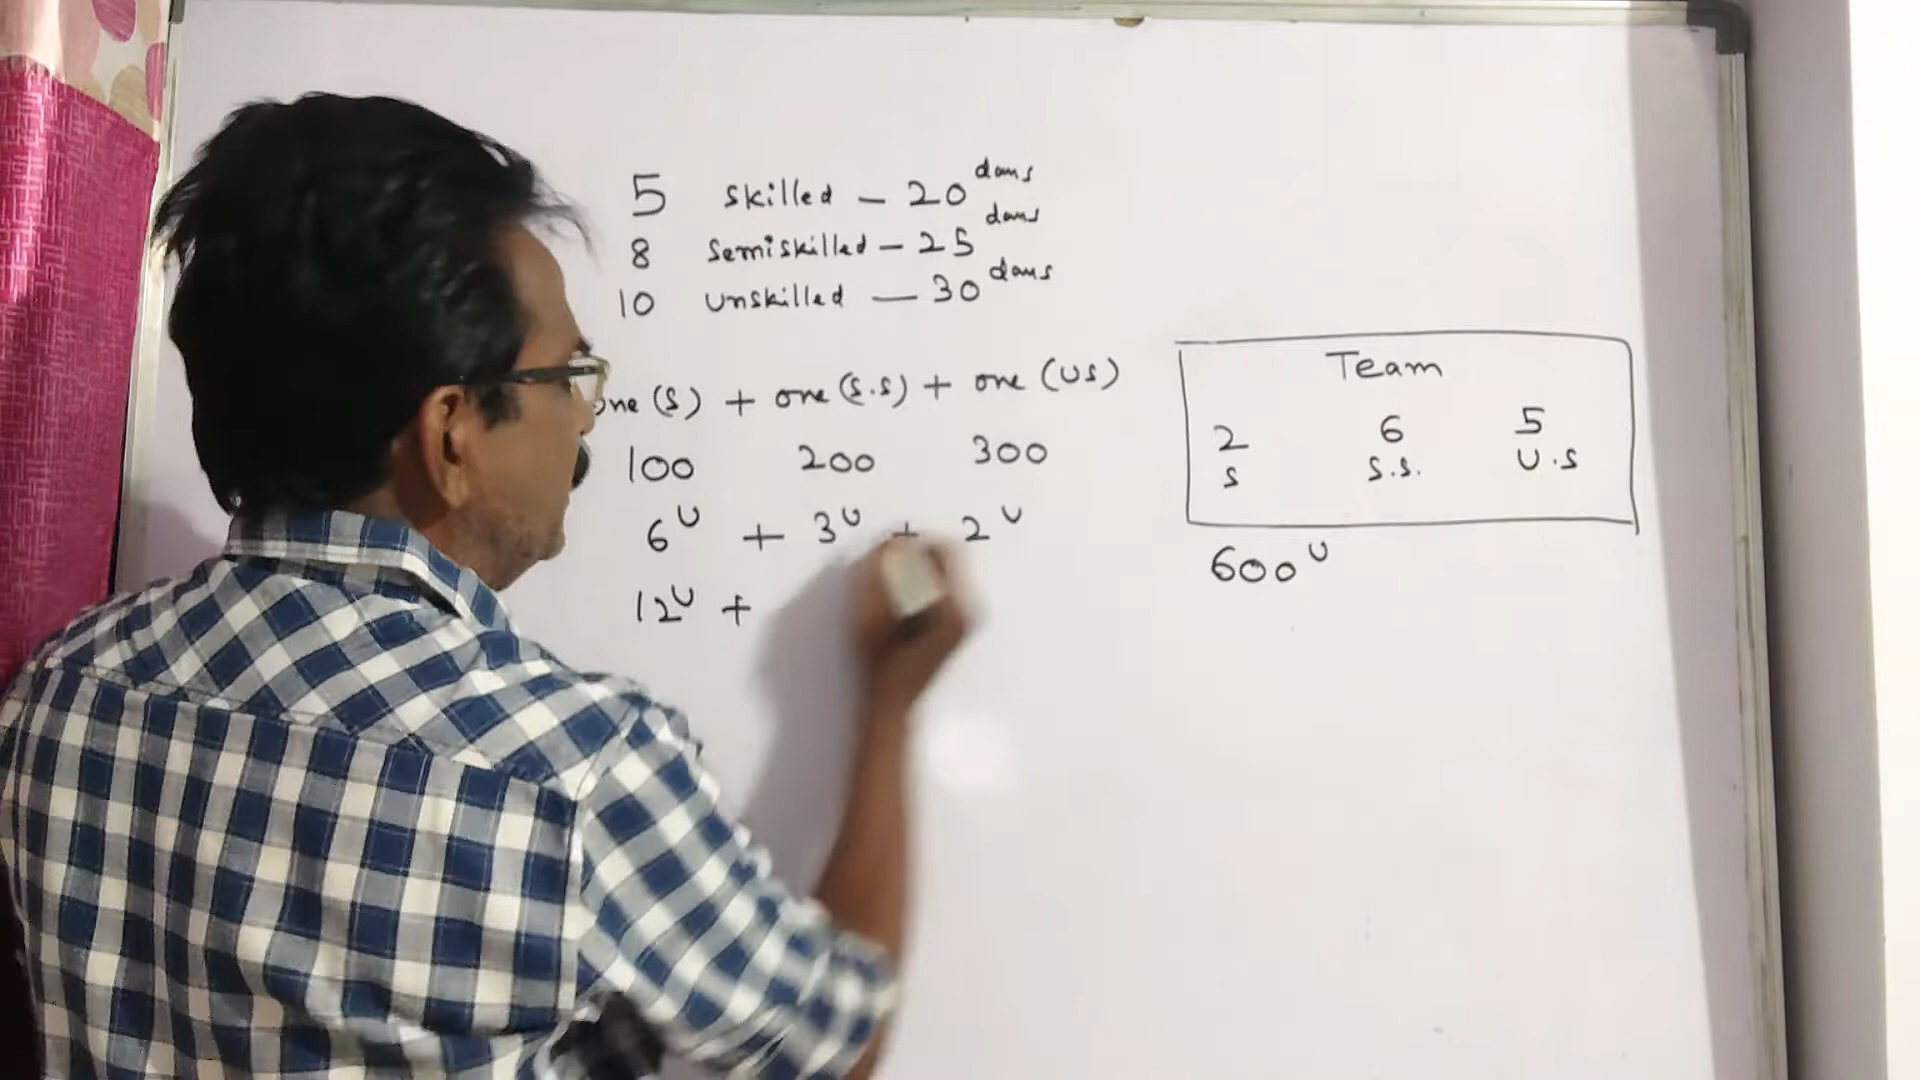 5 skilled - 20 days
8 semiskilled - 25 days
10 unskilled - 30 days
one (s) + one (s.s) + one (us)
100 200 300
6U + 3U + 2U
12U +
Team
2 6 5
s s.s. U.s
600U